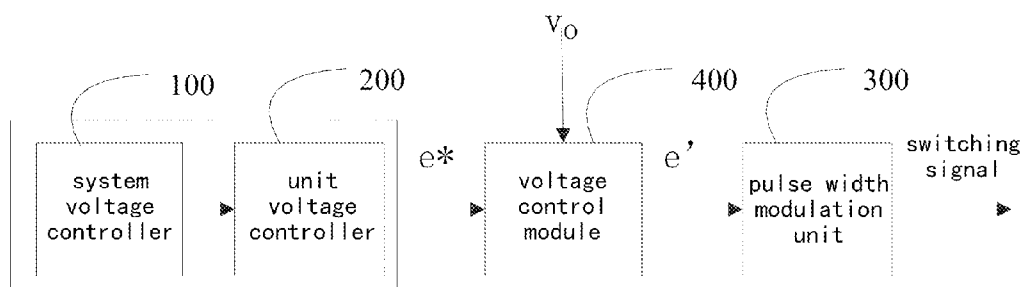 V_O
100
200
400
300
system
voltage
controller
unit
voltage
controller
e*
voltage
control
module
e'
pulse width
modulation
unit
switching
signal